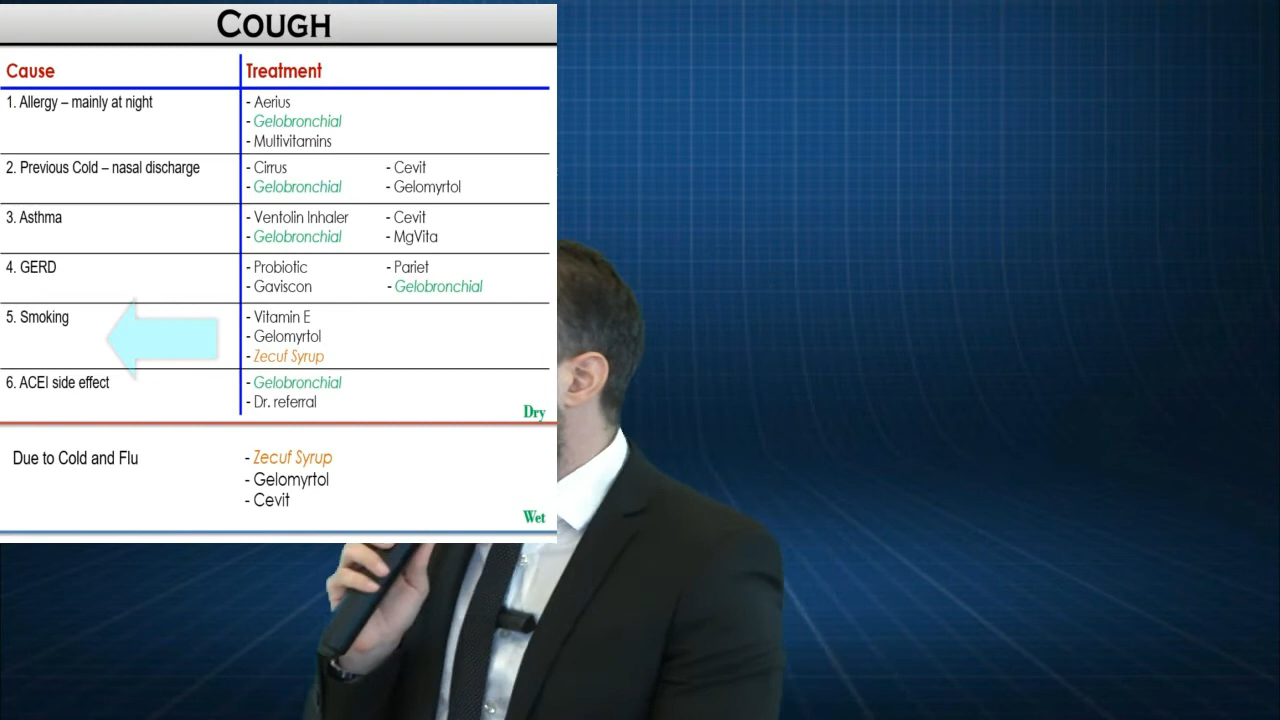 COUGH
Cause Treatment
1. Allergy – mainly at night - Aerius
- Gelobronchial
- Multivitamins
2. Previous Cold – nasal discharge - Cirrus - Cevit
- Gelobronchial - Gelomyrtol
3. Asthma - Ventolin Inhaler - Cevit
- Gelobronchial - MgVita
4. GERD - Probiotic - Pariet
- Gaviscon - Gelobronchial
5. Smoking - Vitamin E
- Gelomyrtol
- Zecuf Syrup
6. ACEI side effect - Gelobronchial
- Dr. referral
Dry
Due to Cold and Flu - Zecuf Syrup
- Gelomyrtol
- Cevit
Wet